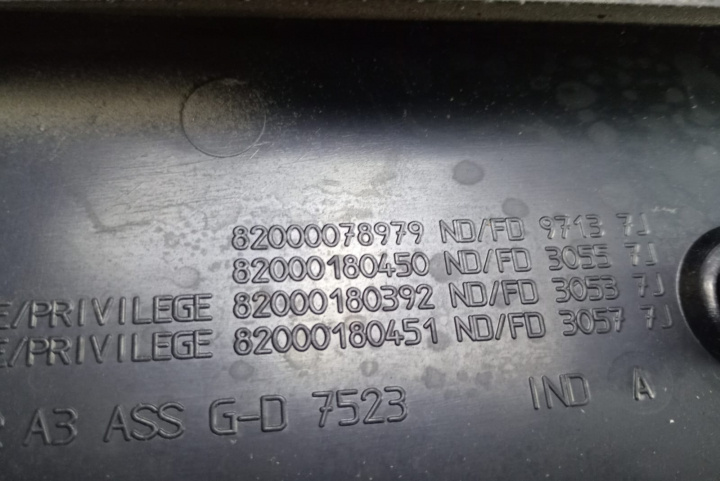 82000078979 ND/FD 9713 7J
82000180450 ND/FD 3055 7J
E/PRIVILEGE 82000180392 ND/FD 3053 7J
E/PRIVILEGE 82000180451 ND/FD 3057 7J
A3 ASS G-D 7523 IND A